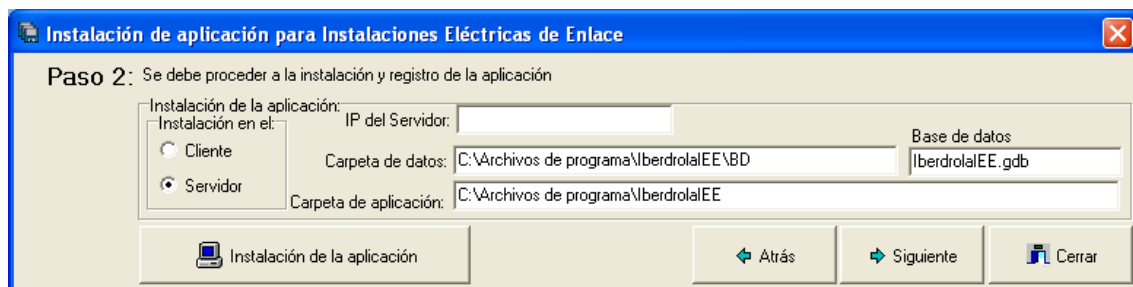 Instalación de aplicación para Instalaciones Eléctricas de Enlace
Paso 2: Se debe proceder a la instalación y registro de la aplicación
Instalación de la aplicación:
Instalación en el:
IP del Servidor:
Base de datos
Cliente
Carpeta de datos: C:\Archivos de programa\IberdrolaIEE\BD
IberdrolaIEE.gdb
Servidor
Carpeta de aplicación: C:\Archivos de programa\IberdrolaIEE
Instalación de la aplicación
Atrás
Siguiente
Cerrar